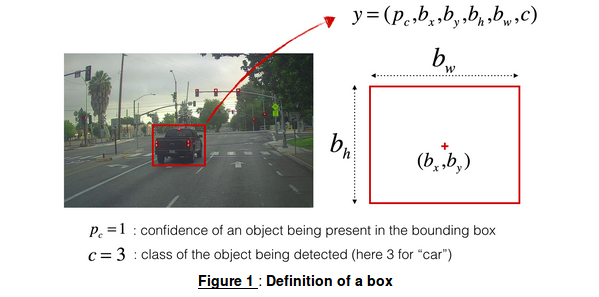 y = (p_c, b_x, b_y, b_h, b_w, c)
b_w
b_h
(b_x, b_y)
p_c = 1 : confidence of an object being present in the bounding box
c = 3 : class of the object being detected (here 3 for “car”)
Figure 1 : Definition of a box